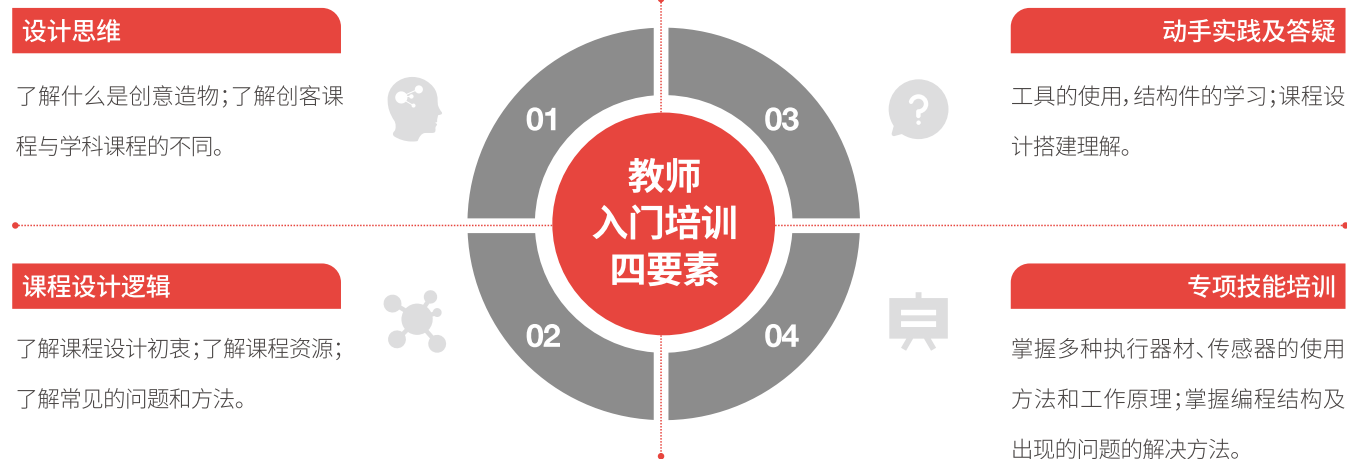 设计思维
了解什么是创意造物；了解创客课
程与学科课程的不同。
01
课程设计逻辑
了解课程设计初衷；了解课程资源；
了解常见的问题和方法。
02
教师
入门培训
四要素
动手实践及答疑
工具的使用，结构件的学习；课程设
计搭建理解。
03
专项技能培训
掌握多种执行器材、传感器的使用
方法和工作原理；掌握编程结构及
出现的问题的解决方法。
04